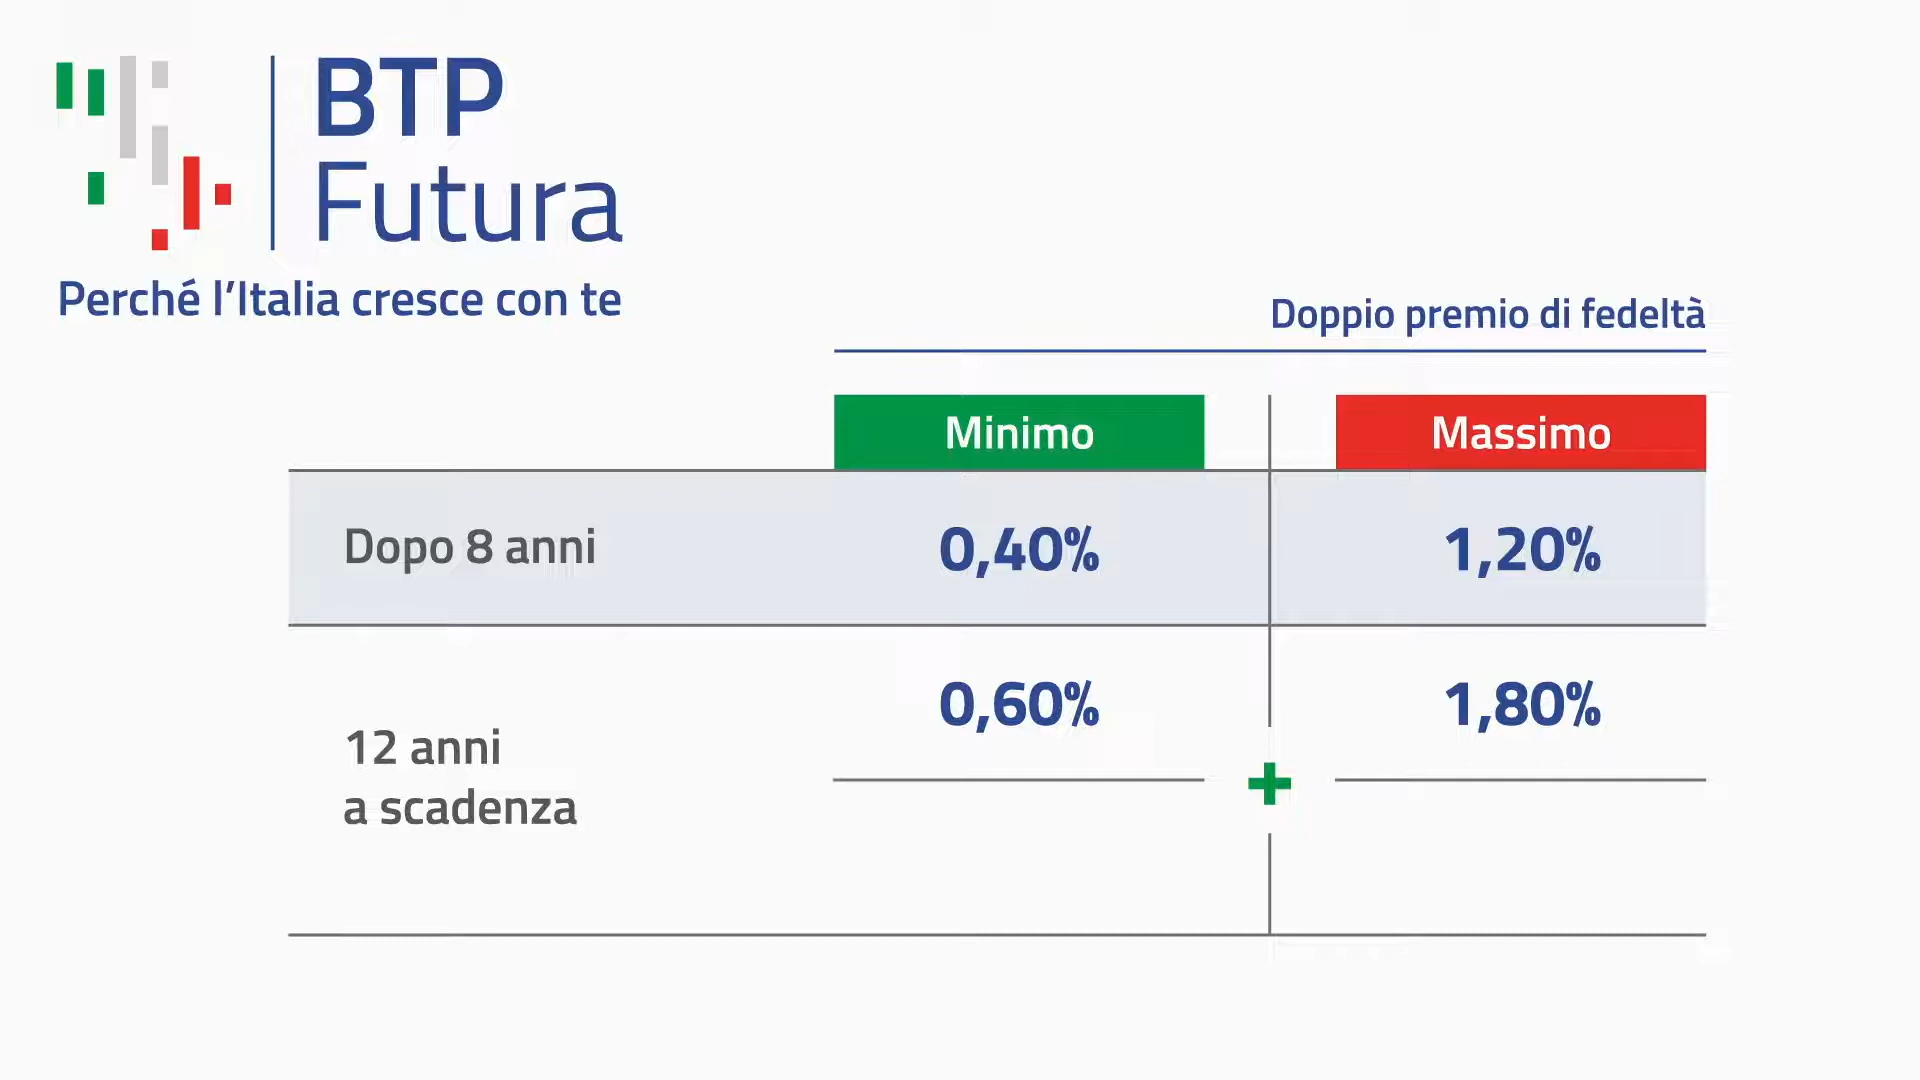 BTP
Futura
Perché l'Italia cresce con te
Doppio premio di fedeltà
Minimo
Massimo
Dopo 8 anni
0,40%
1,20%
12 anni
a scadenza
0,60%
1,80%
+